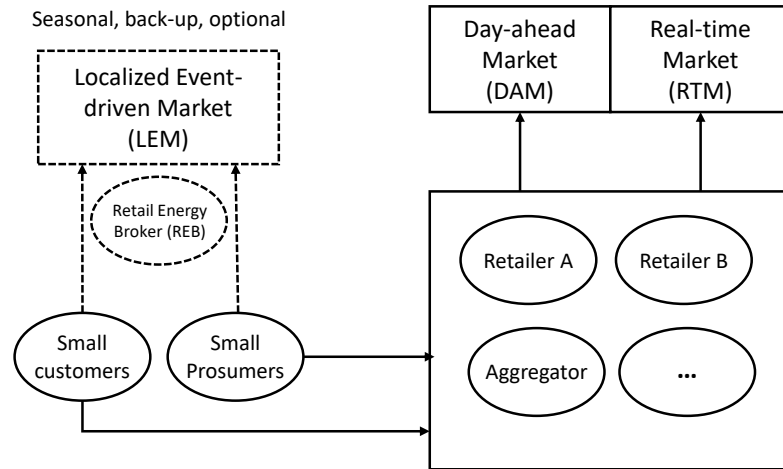 Seasonal, back-up, optional
Localized Event-
driven Market
(LEM)
Day-ahead
Market
(DAM)
Real-time
Market
(RTM)
Retail Energy
Broker (REB)
Retailer A
Retailer B
Small
customers
Small
Prosumers
Aggregator
...